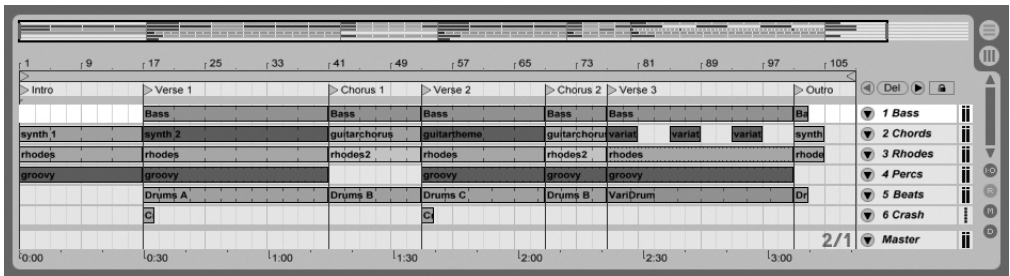 1 9 17 25 33 41 49 57 65 73 81 89 97 105
Intro Verse 1 Chorus 1 Verse 2 Chorus 2 Verse 3 Outro Del
Bass Bass Bass Bass Bass Ba 1 Bass
synth 1 synth 2 guitarchorus guitartheme guitarchorus variat variat variat synth 2 Chords
rhodes rhodes rhodes2 rhodes rhodes2 rhodes rhode 3 Rhodes
groovy groovy groovy groovy groovy 4 Percs
Drums A Drums B Drums C Drums B VariDrum Dr 5 Beats
C C 6 Crash
2/1 Master
0:00 0:30 1:00 1:30 2:00 2:30 3:00
I·O
R
M
D